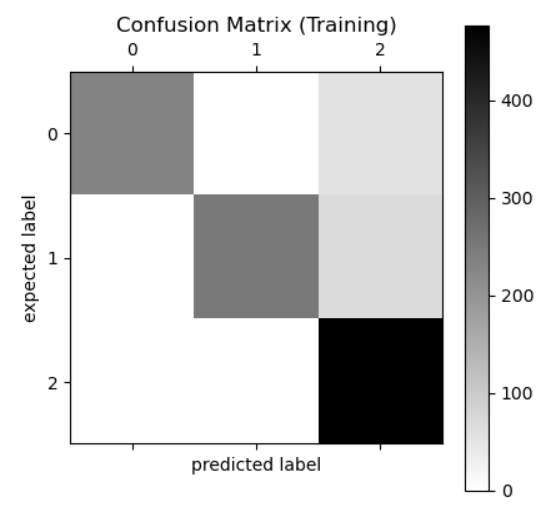 Confusion Matrix (Training)
0 1 2
0
1
2
expected label
predicted label
400
300
200
100
0